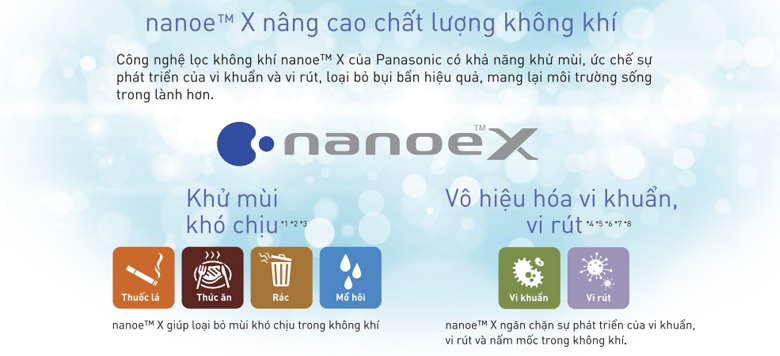 nanoe™ X nâng cao chất lượng không khí
Công nghệ lọc không khí nanoe™ X của Panasonic có khả năng khử mùi, ức chế sự
phát triển của vi khuẩn và vi rút, loại bỏ bụi bẩn hiệu quả, mang lại môi trường sống
trong lành hơn.
nanoeX™
Khử mùi
khó chịu *1 *2 *3
Thuốc lá
Thức ăn
Rác
Mồ hôi
nanoe™ X giúp loại bỏ mùi khó chịu trong không khí
Vô hiệu hóa vi khuẩn,
vi rút *4 *5 *6 *7 *8
Vi khuẩn
Vi rút
nanoe™ X ngăn chặn sự phát triển của vi khuẩn,
vi rút và nấm mốc trong không khí.